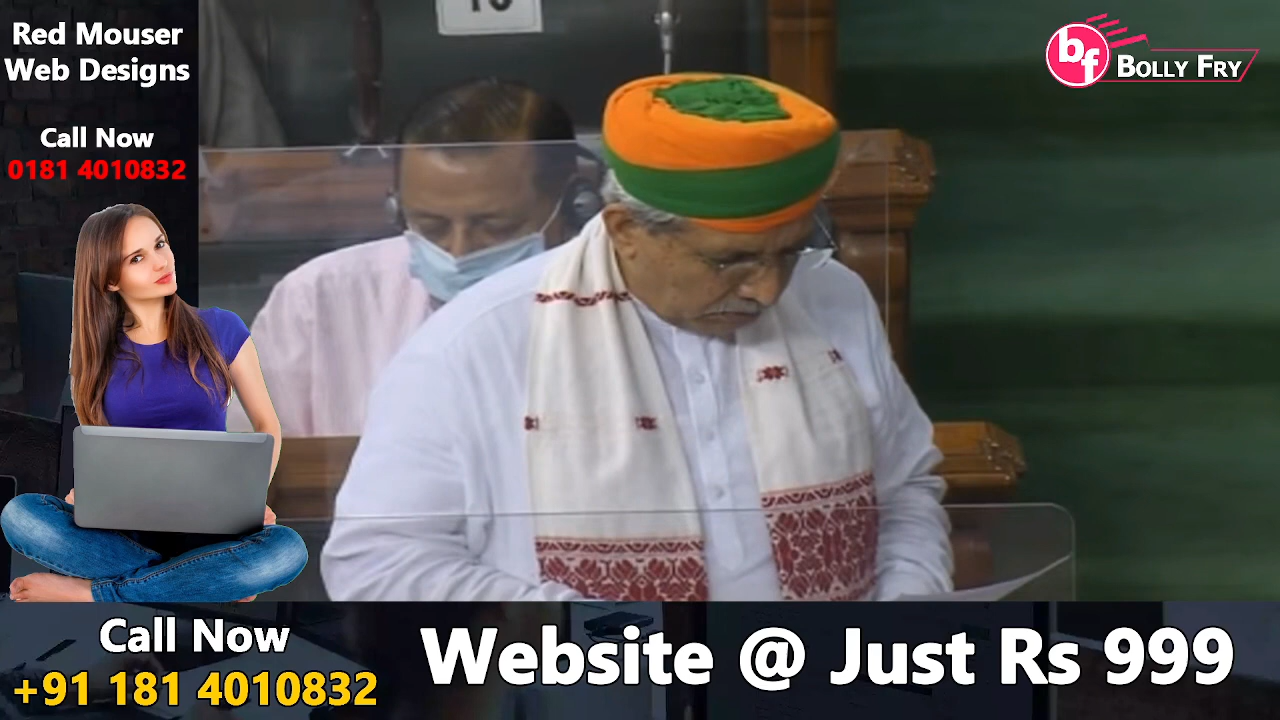 Red Mouser
Web Designs
Call Now
0181 4010832
bf BOLLY FRY
Call Now
+91 181 4010832
Website @ Just Rs 999